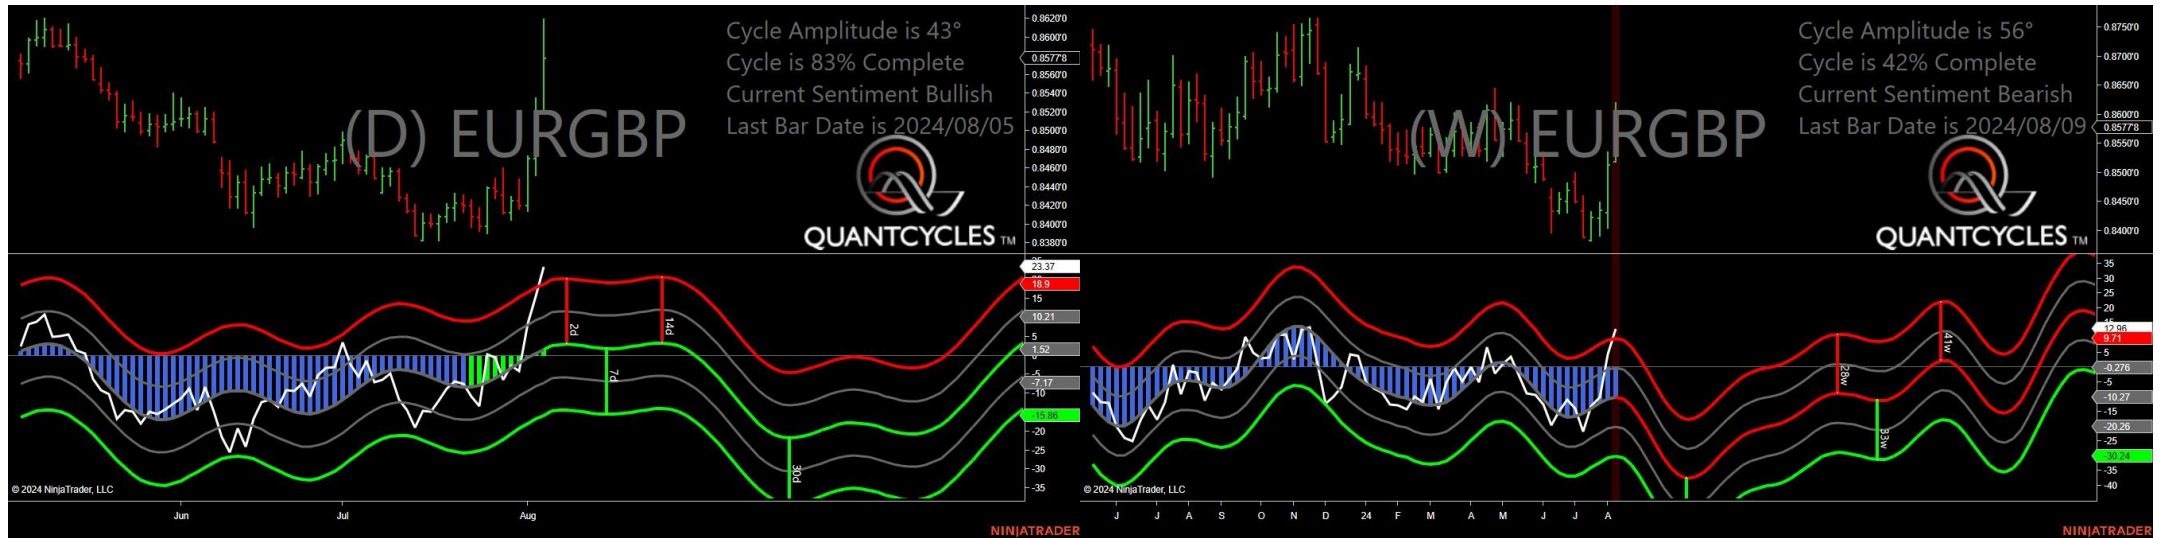 Cycle Amplitude is 43°
Cycle is 83% Complete
Current Sentiment Bullish
Last Bar Date is 2024/08/05
(D) EURGBP
QUANTCYCLES TM
0.8620'0
0.8600'0
0.8577'8
0.8560'0
0.8540'0
0.8520'0
0.8500'0
0.8480'0
0.8460'0
0.8440'0
0.8420'0
0.8400'0
0.8380'0
25
23.37
18.9
15
10.21
5
1.52
-5
-7.17
-10
-15.86
-20
-25
-30
-35
2d
14d
7d
30d
© 2024 NinjaTrader, LLC
Jun
Jul
Aug
NINJATRADER
Cycle Amplitude is 56°
Cycle is 42% Complete
Current Sentiment Bearish
Last Bar Date is 2024/08/09
(W) EURGBP
QUANTCYCLES TM
0.8750'0
0.8700'0
0.8650'0
0.8600'0
0.8577'8
0.8550'0
0.8500'0
0.8450'0
0.8400'0
35
30
25
20
15
12.96
9.71
5
-0.276
-5
-10.27
-15
-20.26
-25
-30.24
-35
-40
28w
41w
33w
© 2024 NinjaTrader, LLC
J
J
A
S
O
N
D
24
F
M
A
M
J
J
A
NINJATRADER